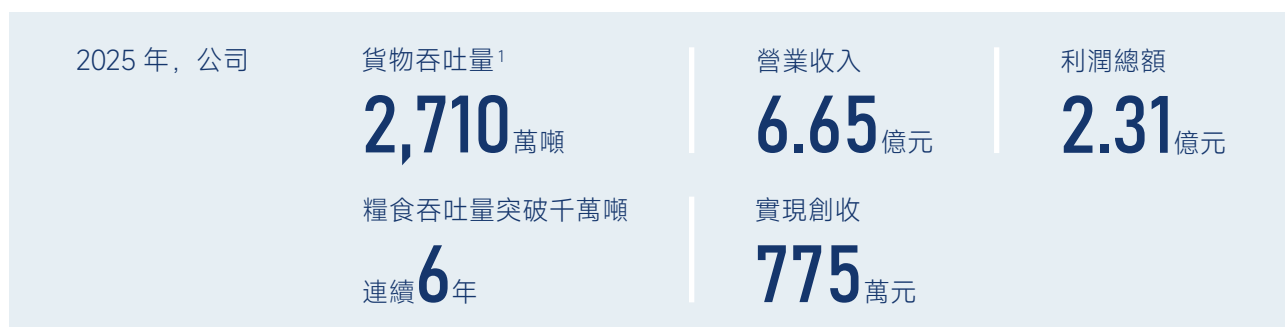 2025 年，公司
貨物吞吐量¹
2,710萬噸
營業收入
6.65億元
利潤總額
2.31億元
糧食吞吐量突破千萬噸
連續6年
實現創收
775萬元